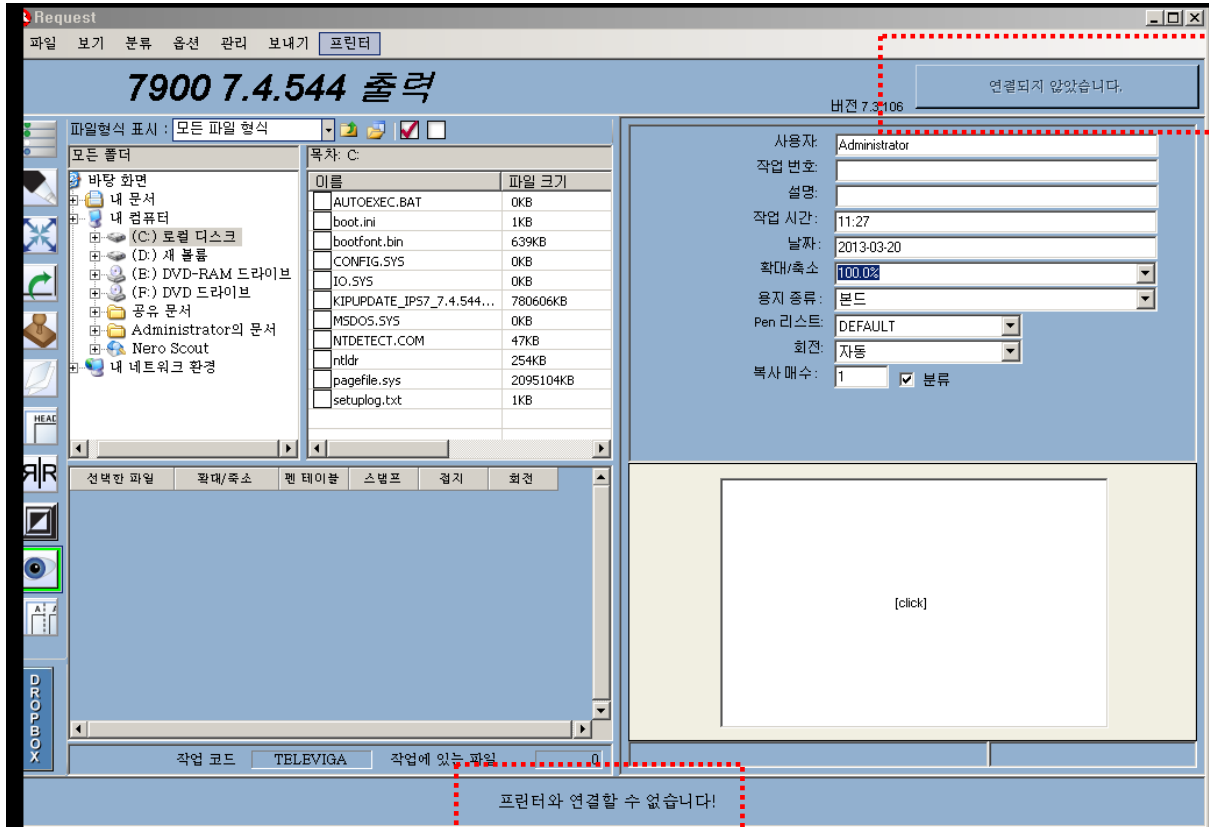 Request
파일 보기 분류 옵션 관리 보내기 프린터
7900 7.4.544 출력
버전 7.3.106
연결되지 않았습니다.
파일형식 표시 : 모든 파일 형식
모든 폴더
바탕 화면
내 문서
내 컴퓨터
(C:) 로컬 디스크
(D:) 새 볼륨
(E:) DVD-RAM 드라이브
(F:) DVD 드라이브
공유 문서
Administrator의 문서
Nero Scout
내 네트워크 환경
목차: C:
이름 파일 크기
AUTOEXEC.BAT 0KB
boot.ini 1KB
bootfont.bin 639KB
CONFIG.SYS 0KB
IO.SYS 0KB
KIPUPDATE_IPS7_7.4.544... 780606KB
MSDOS.SYS 0KB
NTDETECT.COM 47KB
ntldr 254KB
pagefile.sys 2095104KB
setuplog.txt 1KB
사용자: Administrator
작업 번호:
설명:
작업 시간: 11:27
날짜: 2013-03-20
확대/축소 100.0%
용지 종류: 본드
Pen 리스트: DEFAULT
회전: 자동
복사 매수: 1 분류
HEAD
R|R
A A
DROPBOX
선택한 파일 확대/축소 펜 테이블 스탬프 접지 회전
[click]
작업 코드 TELEVIGA 작업에 있는 파일 0
프린터와 연결할 수 없습니다!